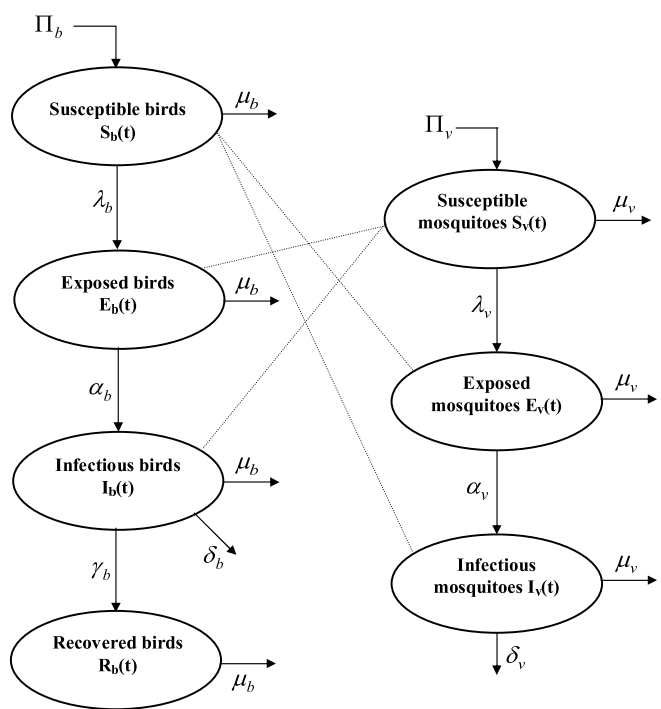 Π_b
Susceptible birds
S_b(t)
μ_b
λ_b
Exposed birds
E_b(t)
μ_b
α_b
Infectious birds
I_b(t)
μ_b
δ_b
γ_b
Recovered birds
R_b(t)
μ_b
Π_v
Susceptible
mosquitoes S_v(t)
μ_v
λ_v
Exposed
mosquitoes E_v(t)
μ_v
α_v
Infectious
mosquitoes I_v(t)
μ_v
δ_v